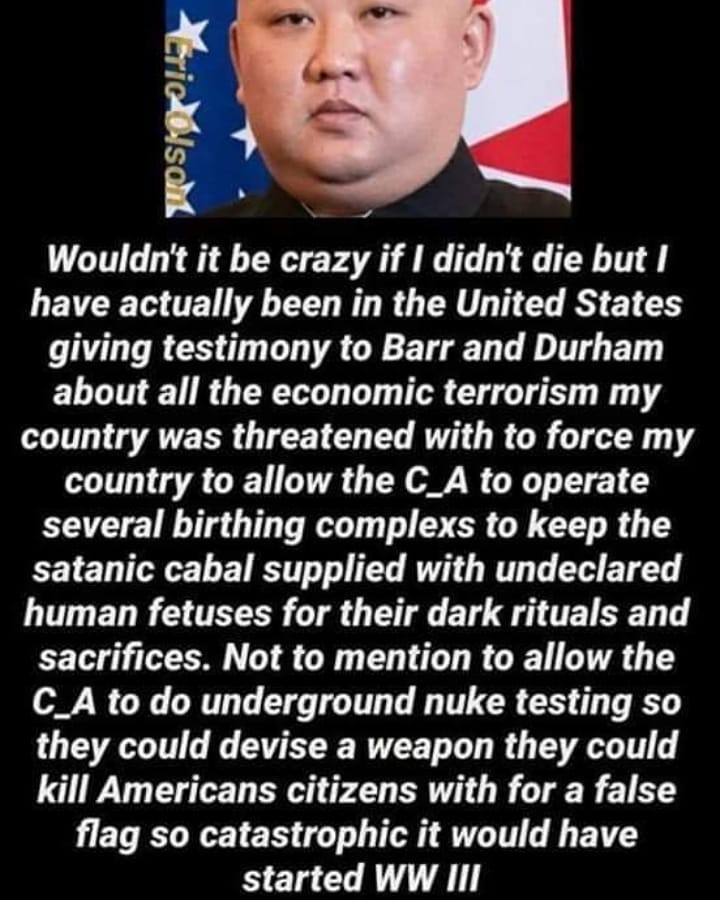 Eric Olson
Wouldn't it be crazy if I didn't die but I
have actually been in the United States
giving testimony to Barr and Durham
about all the economic terrorism my
country was threatened with to force my
country to allow the C_A to operate
several birthing complexs to keep the
satanic cabal supplied with undeclared
human fetuses for their dark rituals and
sacrifices. Not to mention to allow the
C_A to do underground nuke testing so
they could devise a weapon they could
kill Americans citizens with for a false
flag so catastrophic it would have
started WW III